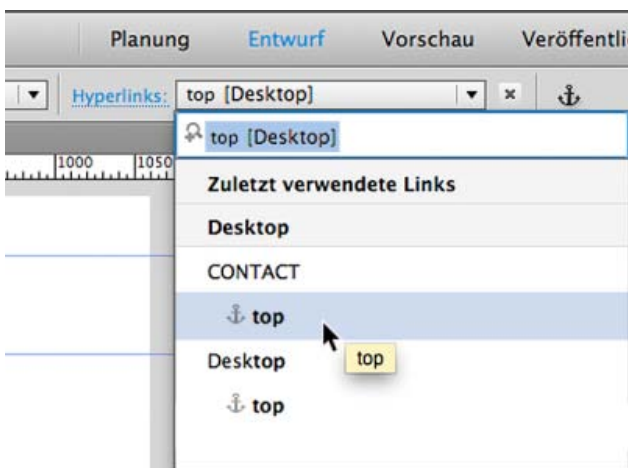 Planung Entwurf Vorschau Veröffentli
Hyperlinks: top [Desktop]
top [Desktop]
1000 1050
Zuletzt verwendete Links
Desktop
CONTACT
top
top
Desktop
top